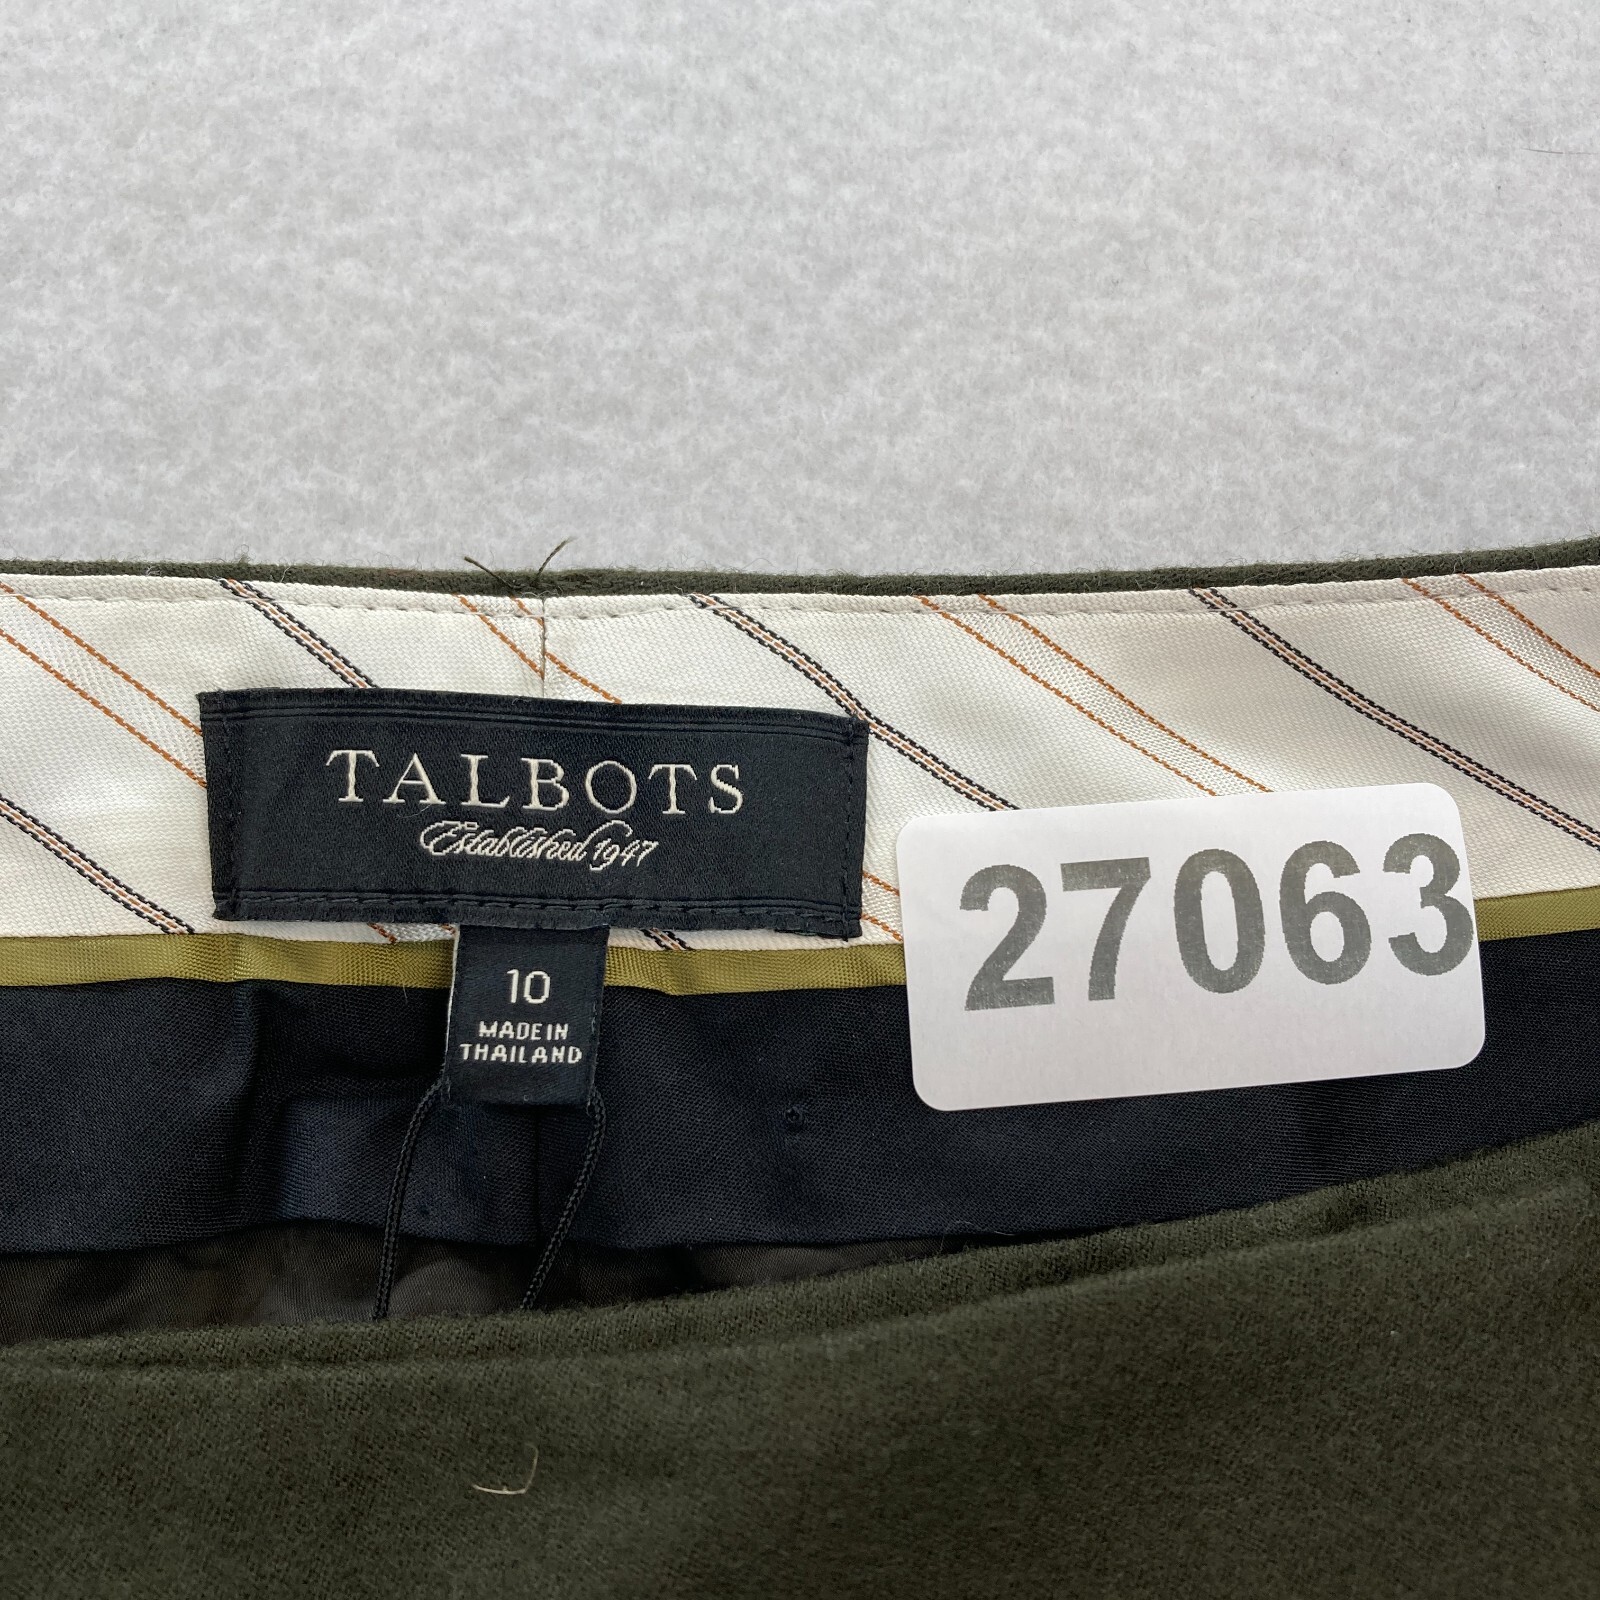 TALBOTS
Established 1947
10
MADE IN
THAILAND
27063